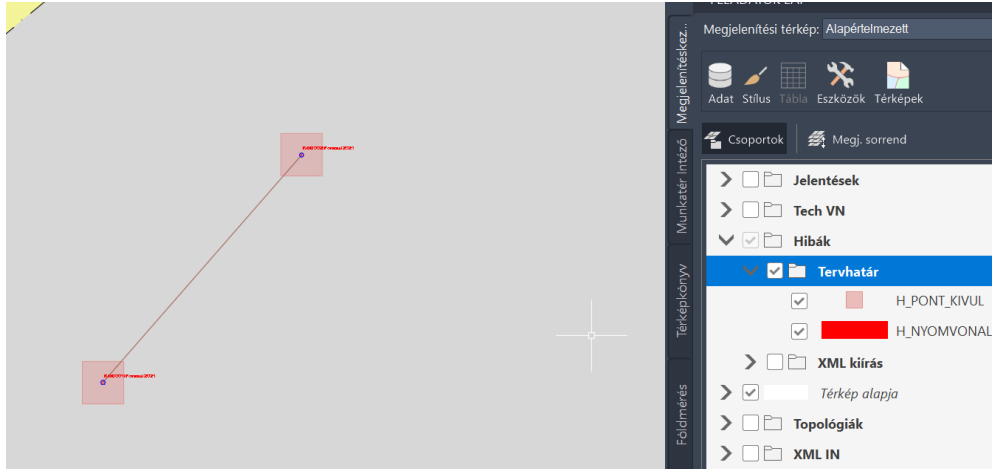 Megjelenítési térkép: Alapértelmezett
Adat Stílus Tábla Eszközök Térképek
Csoportok Megj. sorrend
Jelentések
Tech VN
Hibák
Tervhatár
H_PONT_KIVUL
H_NYOMVONAL
XML kiírás
Térkép alapja
Topológiák
XML IN
Megjelenítéskez...
Munkatér Intéző
Térképkönyv
Földmérés